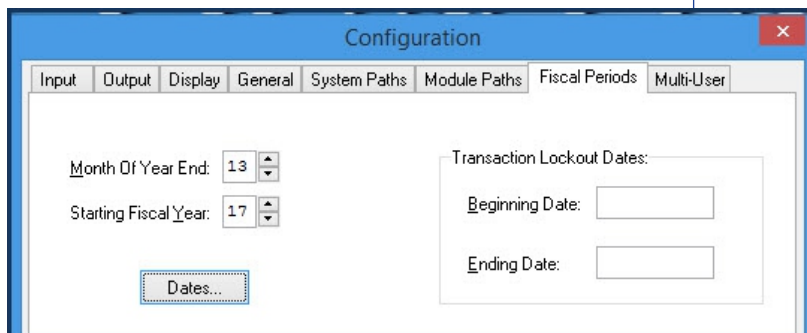 Configuration
Input Output Display General System Paths Module Paths Fiscal Periods Multi-User
Month Of Year End: 13
Starting Fiscal Year: 17
Dates...
Transaction Lockout Dates:
Beginning Date:
Ending Date: